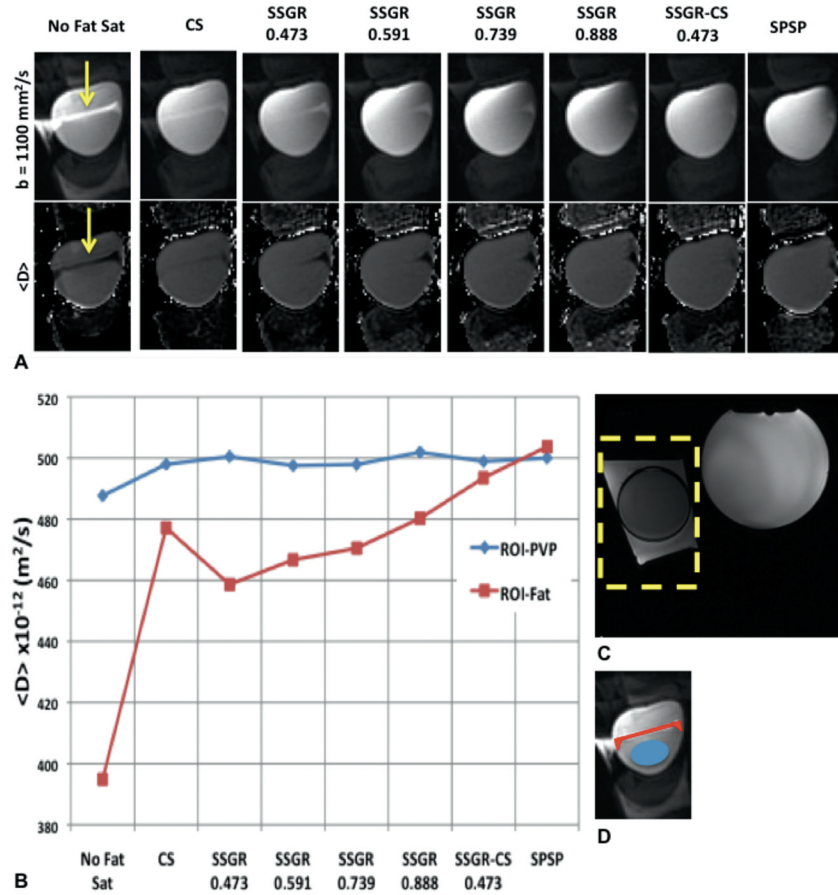 No Fat Sat
CS
SSGR
0.473
SSGR
0.591
SSGR
0.739
SSGR
0.888
SSGR-CS
0.473
SPSP
b = 1100 mm²/s
<D>
A
520
500
480
460
440
420
400
380
<D> x10⁻¹² (m²/s)
ROI-PVP
ROI-Fat
No Fat
Sat
CS
SSGR
0.473
SSGR
0.591
SSGR
0.739
SSGR
0.888
SSGR-CS
0.473
SPSP
B
C
D